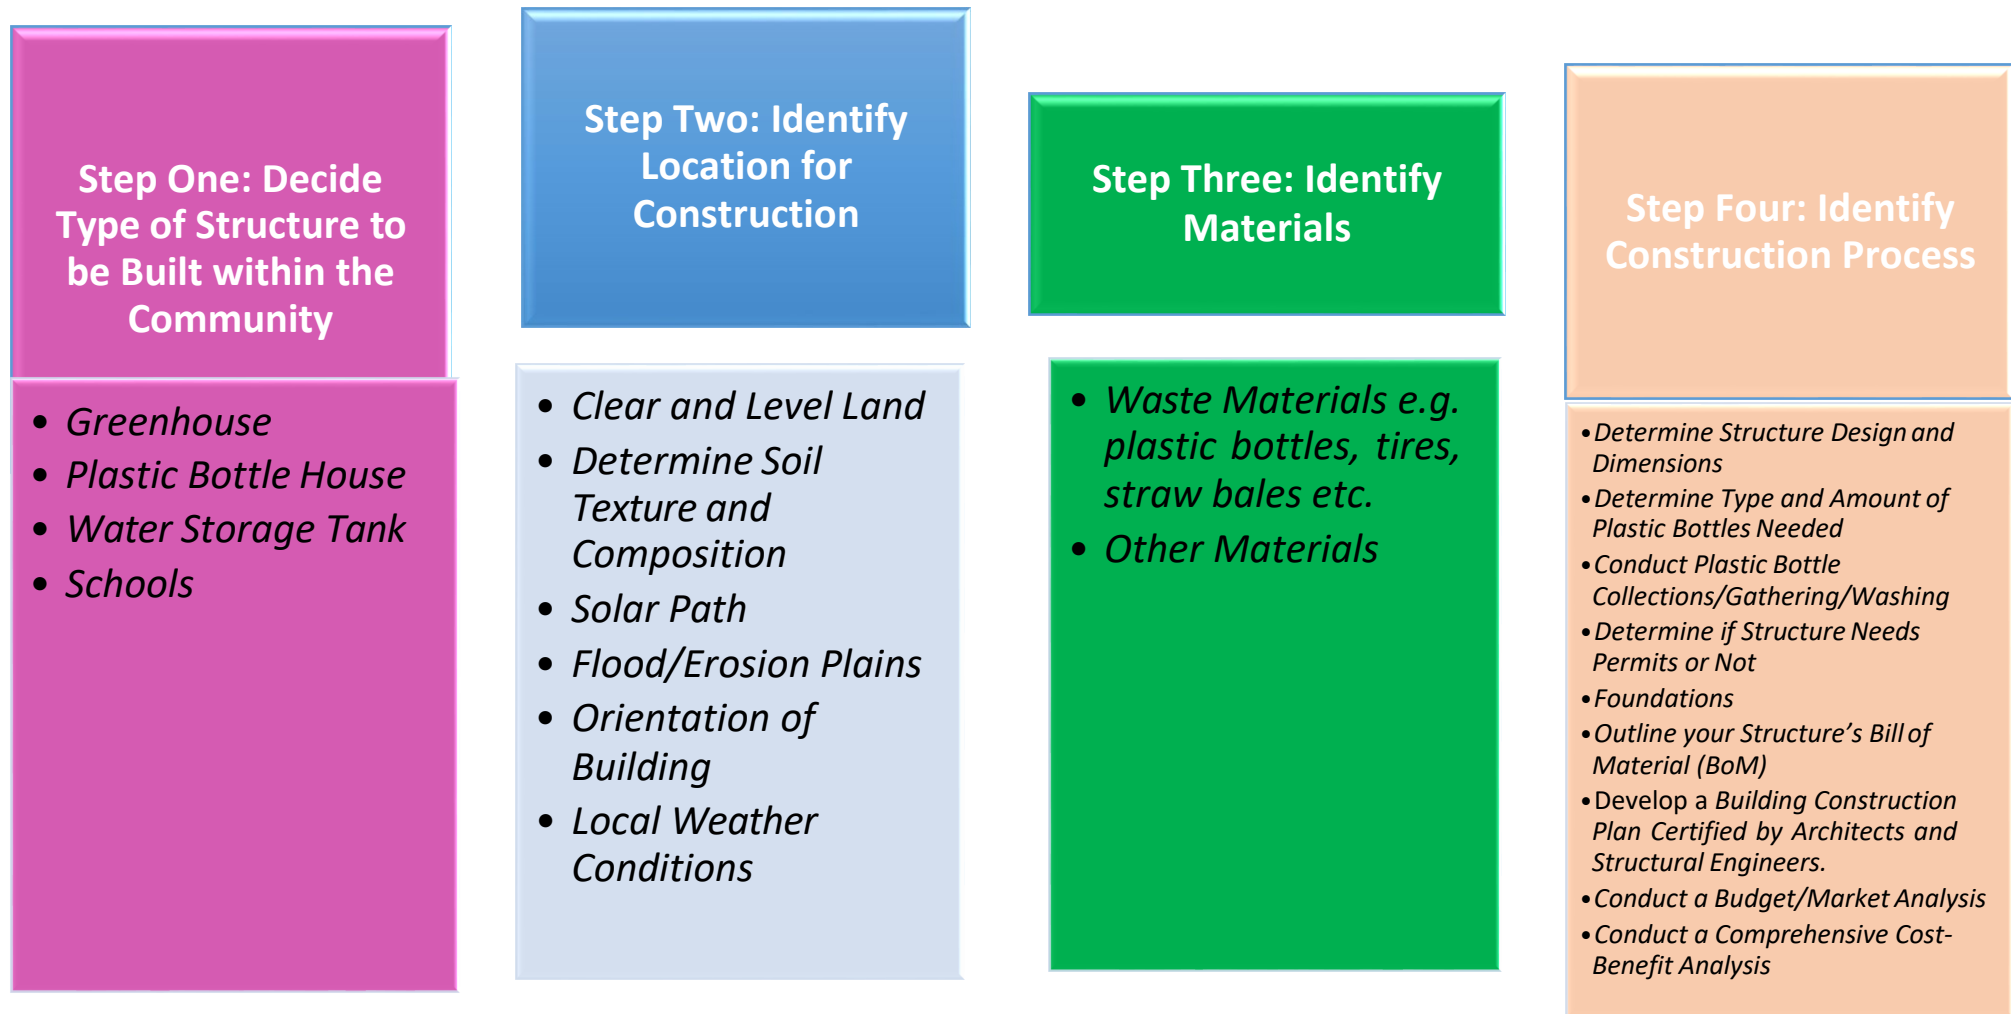 Step One: Decide
Type of Structure to
be Built within the
Community
• Greenhouse
• Plastic Bottle House
• Water Storage Tank
• Schools
Step Two: Identify
Location for
Construction
• Clear and Level Land
• Determine Soil
Texture and
Composition
• Solar Path
• Flood/Erosion Plains
• Orientation of
Building
• Local Weather
Conditions
Step Three: Identify
Materials
• Waste Materials e.g.
plastic bottles, tires,
straw bales etc.
• Other Materials
Step Four: Identify
Construction Process
•Determine Structure Design and
Dimensions
•Determine Type and Amount of
Plastic Bottles Needed
•Conduct Plastic Bottle
Collections/Gathering/Washing
•Determine if Structure Needs
Permits or Not
•Foundations
•Outline your Structure’s Bill of
Material (BoM)
•Develop a Building Construction
Plan Certified by Architects and
Structural Engineers.
•Conduct a Budget/Market Analysis
•Conduct a Comprehensive Cost-
Benefit Analysis